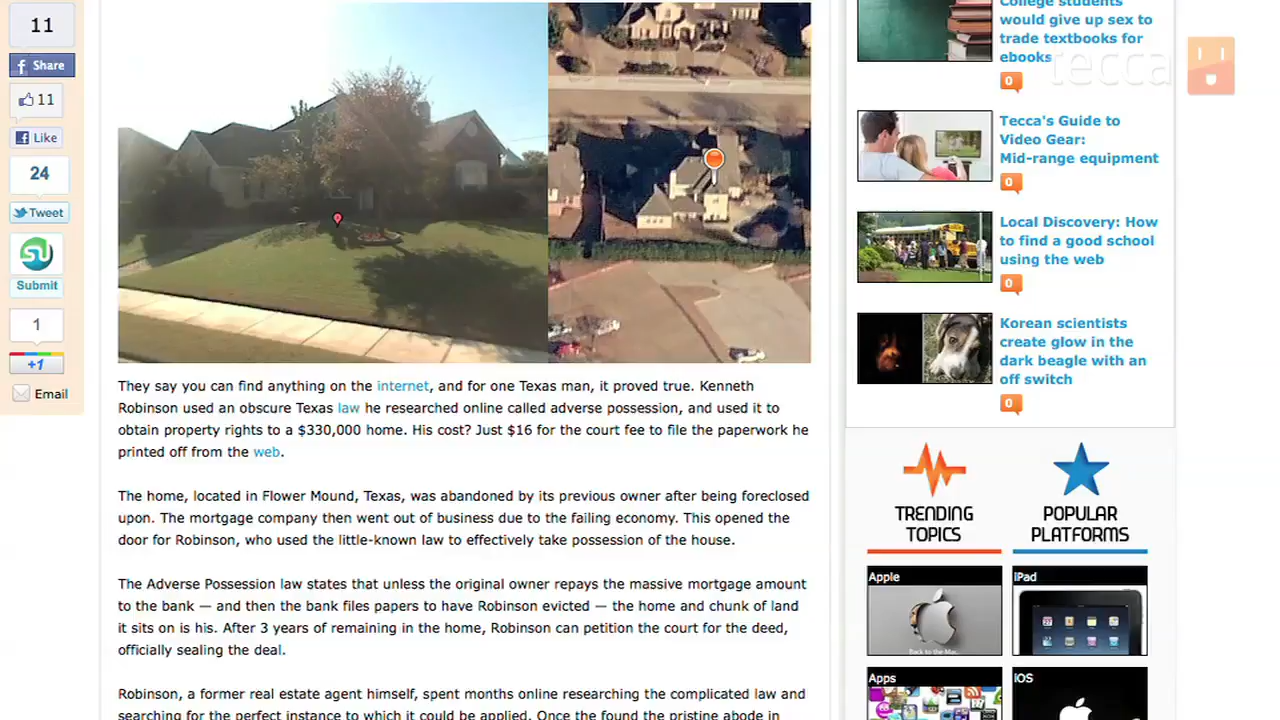 11
Share
11
Like
24
Tweet
Submit
1
+1
Email
They say you can find anything on the internet, and for one Texas man, it proved true. Kenneth
Robinson used an obscure Texas law he researched online called adverse possession, and used it to
obtain property rights to a $330,000 home. His cost? Just $16 for the court fee to file the paperwork he
printed off from the web.
The home, located in Flower Mound, Texas, was abandoned by its previous owner after being foreclosed
upon. The mortgage company then went out of business due to the failing economy. This opened the
door for Robinson, who used the little-known law to effectively take possession of the house.
The Adverse Possession law states that unless the original owner repays the massive mortgage amount
to the bank — and then the bank files papers to have Robinson evicted — the home and chunk of land
it sits on is his. After 3 years of remaining in the home, Robinson can petition the court for the deed,
officially sealing the deal.
Robinson, a former real estate agent himself, spent months online researching the complicated law and
searching for the perfect instance to which it could be applied. Once the found the pristine abode in
College students
would give up sex to
trade textbooks for
ebooks
0
tecca
Tecca's Guide to
Video Gear:
Mid-range equipment
0
Local Discovery: How
to find a good school
using the web
0
Korean scientists
create glow in the
dark beagle with an
off switch
0
TRENDING
TOPICS
POPULAR
PLATFORMS
Apple
Back to the Mac
iPad
Apps
iOS